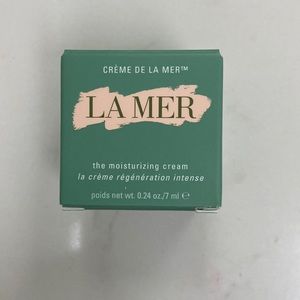 CRÈME DE LA MER™
LA MER
the moisturizing cream
la crème régénération intense
poids net wt. 0.24 oz./7 ml ℮